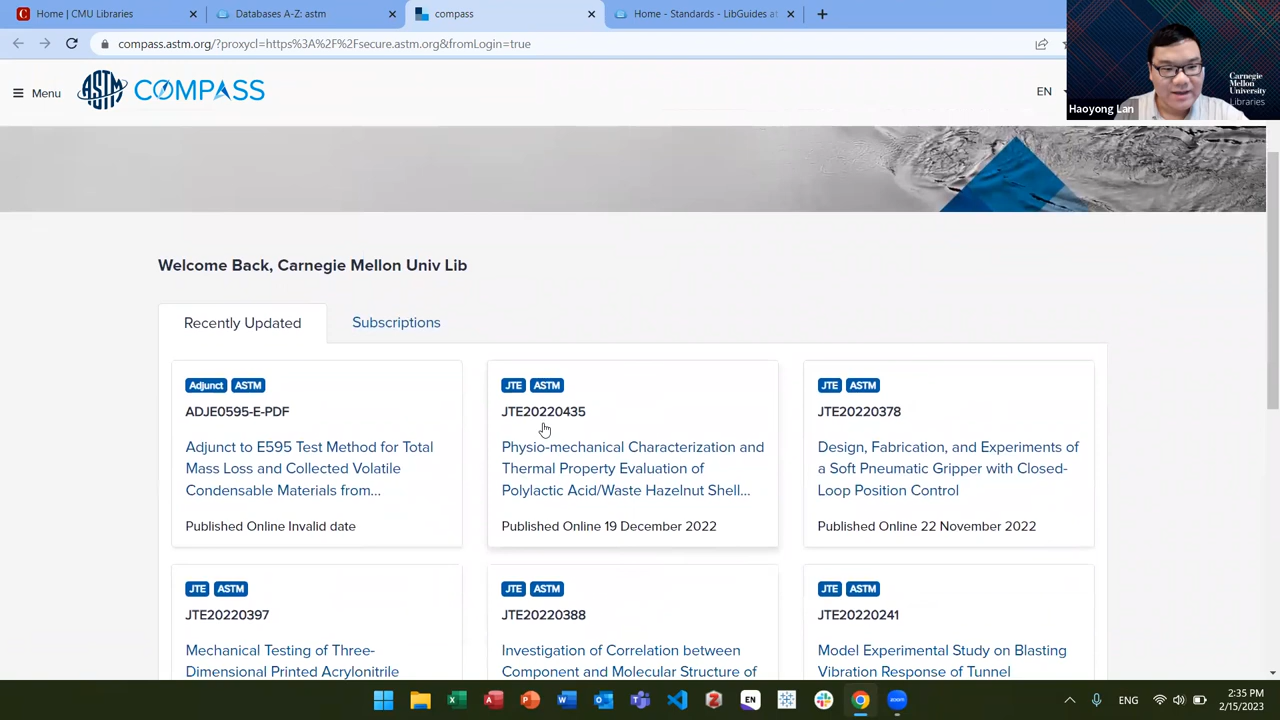 Home | CMU Libraries
Databases A-Z: astm
compass
Home - Standards - LibGuides at
compass.astm.org/?proxycl=https%3A%2F%2Fsecure.astm.org&fromLogin=true
Menu
ASTM
COMPASS
EN
Carnegie
Mellon
University
Libraries
Haoyong Lan
Welcome Back, Carnegie Mellon Univ Lib
Recently Updated
Subscriptions
Adjunct ASTM
ADJE0595-E-PDF
Adjunct to E595 Test Method for Total
Mass Loss and Collected Volatile
Condensable Materials from...
Published Online Invalid date
JTE ASTM
JTE20220435
Physio-mechanical Characterization and
Thermal Property Evaluation of
Polylactic Acid/Waste Hazelnut Shell...
Published Online 19 December 2022
JTE ASTM
JTE20220378
Design, Fabrication, and Experiments of
a Soft Pneumatic Gripper with Closed-
Loop Position Control
Published Online 22 November 2022
JTE ASTM
JTE20220397
Mechanical Testing of Three-
Dimensional Printed Acrylonitrile
JTE ASTM
JTE20220388
Investigation of Correlation between
Component and Molecular Structure of
JTE ASTM
JTE20220241
Model Experimental Study on Blasting
Vibration Response of Tunnel
EN
zoom
ENG
2:35 PM
2/15/2023